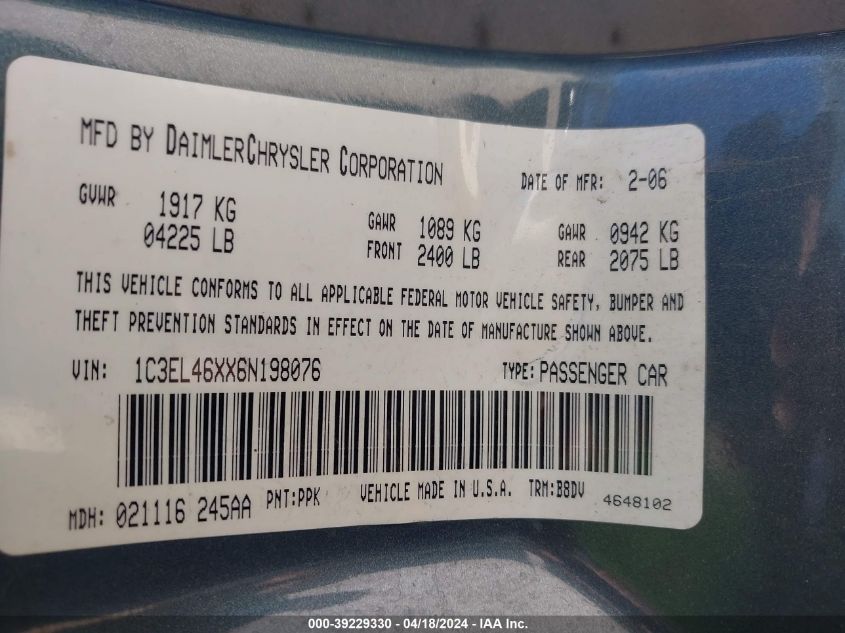 MFD BY DAIMLERCHRYSLER CORPORATION DATE OF MFR: 2-06
GVWR 1917 KG GAWR 1089 KG GAWR 0942 KG
04225 LB FRONT 2400 LB REAR 2075 LB
THIS VEHICLE CONFORMS TO ALL APPLICABLE FEDERAL MOTOR VEHICLE SAFETY, BUMPER AND
THEFT PREVENTION STANDARDS IN EFFECT ON THE DATE OF MANUFACTURE SHOWN ABOVE.
VIN: 1C3EL46XX6N198076 TYPE: PASSENGER CAR
MDH: 021116 245AA PNT:PPK VEHICLE MADE IN U.S.A. TRM:B8DV 4648102
000-39229330 - 04/18/2024 - IAA Inc.